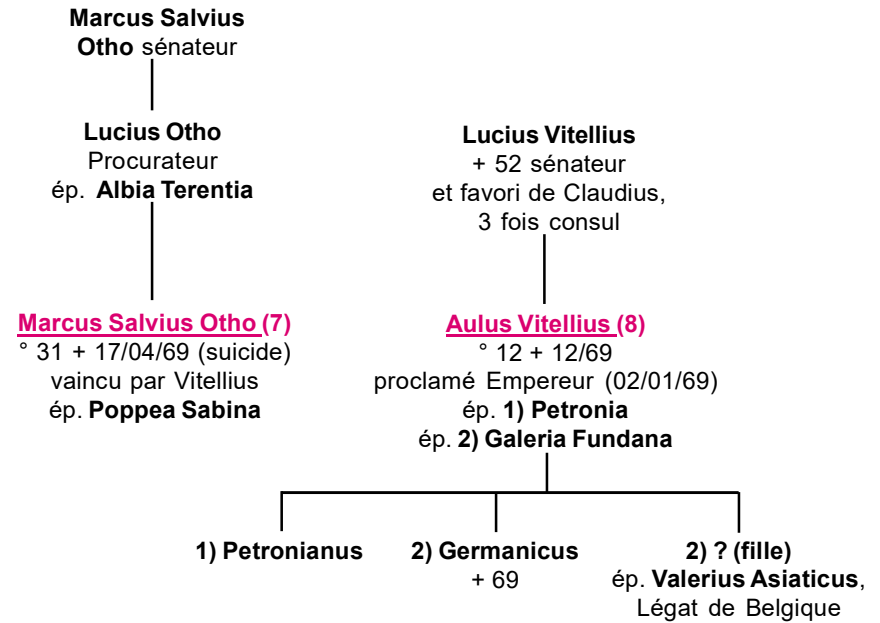 Marcus Salvius
Otho sénateur
Lucius Otho
Procurateur
ép. Albia Terentia
Marcus Salvius Otho (7)
° 31 + 17/04/69 (suicide)
vaincu par Vitellius
ép. Poppea Sabina
Lucius Vitellius
+ 52 sénateur
et favori de Claudius,
3 fois consul
Aulus Vitellius (8)
° 12 + 12/69
proclamé Empereur (02/01/69)
ép. 1) Petronia
ép. 2) Galeria Fundana
1) Petronianus
2) Germanicus
+ 69
2) ? (fille)
ép. Valerius Asiaticus,
Légat de Belgique